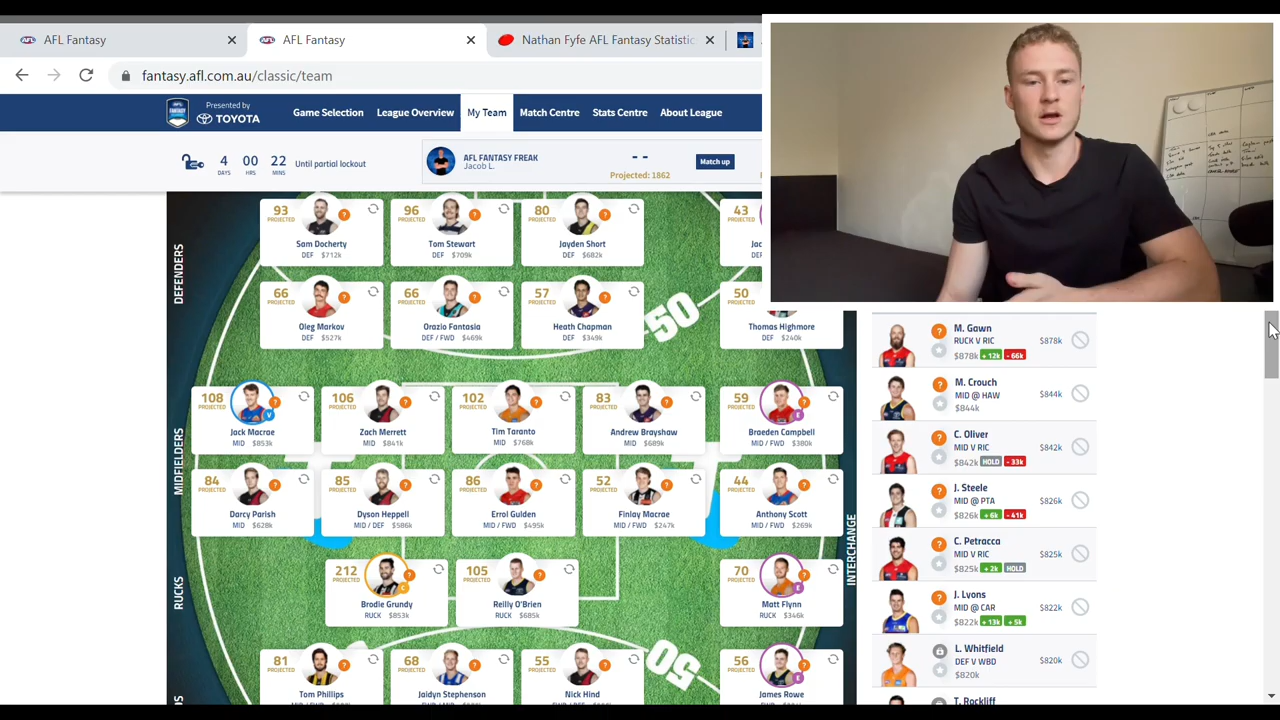 AFL Fantasy
AFL Fantasy
Nathan Fyfe AFL Fantasy Statistic
fantasy.afl.com.au/classic/team
Presented by
TOYOTA
Game Selection
League Overview
My Team
Match Centre
Stats Centre
About League
4 00 22
DAYS HRS MINS
Until partial lockout
AFL FANTASY FREAK
Jacob L.
- -
Projected: 1862
Match up
DEFENDERS
93
PROJECTED
Sam Docherty
DEF $712k
96
PROJECTED
Tom Stewart
DEF $709k
80
PROJECTED
Jayden Short
DEF $682k
43
PROJECTED
Jac
DEF
66
PROJECTED
Oleg Markov
DEF $527k
66
PROJECTED
Orazio Fantasia
DEF / FWD $469k
57
PROJECTED
Heath Chapman
DEF $349k
50
PROJECTED
Thomas Highmore
DEF $240k
50
MIDFIELDERS
108
PROJECTED
V
Jack Macrae
MID $853k
106
PROJECTED
Zach Merrett
MID $841k
102
PROJECTED
Tim Taranto
MID $768k
83
PROJECTED
Andrew Brayshaw
MID $689k
59
PROJECTED
E
Braeden Campbell
MID / FWD $380k
84
PROJECTED
Darcy Parish
MID $628k
85
PROJECTED
Dyson Heppell
MID / DEF $586k
86
PROJECTED
Errol Gulden
MID / FWD $495k
52
PROJECTED
Finlay Macrae
MID / FWD $247k
44
PROJECTED
Anthony Scott
MID / FWD $269k
INTERCHANGE
RUCKS
212
PROJECTED
C
Brodie Grundy
RUCK $853k
105
PROJECTED
Reilly O'Brien
RUCK $685k
70
PROJECTED
E
Matt Flynn
RUCK $346k
50
81
PROJECTED
Tom Phillips
68
PROJECTED
Jaidyn Stephenson
55
PROJECTED
Nick Hind
56
PROJECTED
E
James Rowe
M. Gawn
RUCK V RIC
$878k + 12k - 66k
$878k
M. Crouch
MID @ HAW
$844k
$844k
C. Oliver
MID V RIC
$842k HOLD - 33k
$842k
J. Steele
MID @ PTA
$826k + 6k - 41k
$826k
C. Petracca
MID V RIC
$825k + 2k HOLD
$825k
J. Lyons
MID @ CAR
$822k + 13k + 5k
$822k
L. Whitfield
DEF V WBD
$820k
$820k
T. Rockliff